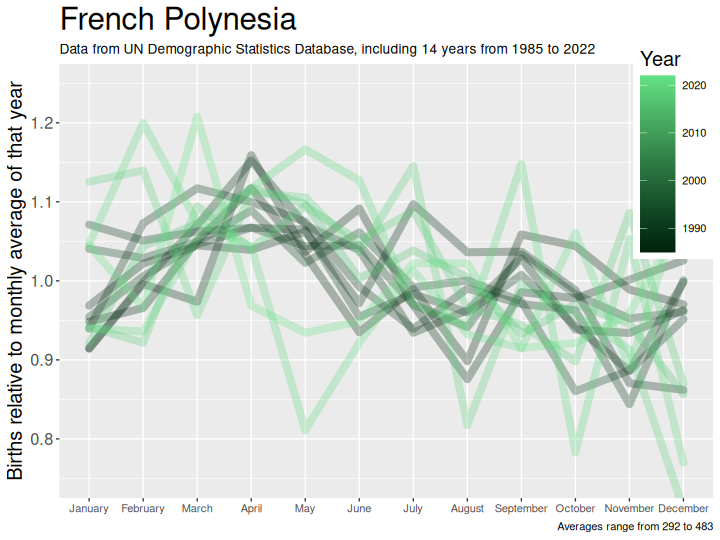 French Polynesia
Data from UN Demographic Statistics Database, including 14 years from 1985 to 2022
Year
2020
2010
2000
1990
Births relative to monthly average of that year
1.2
1.1
1.0
0.9
0.8
January February March April May June July August September October November December
Averages range from 292 to 483